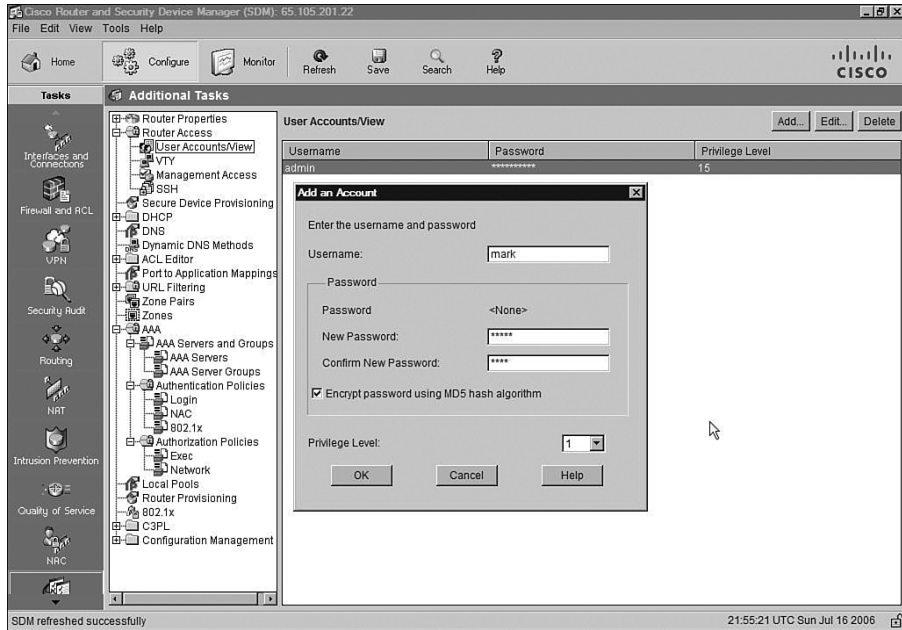 Cisco Router and Security Device Manager (SDM): 65.105.201.22
File Edit View Tools Help
Home
Configure
Monitor
Refresh
Save
Search
Help
CISCO
Tasks
Additional Tasks
Interfaces and Connections
Firewall and ACL
VPN
Security Audit
Routing
NAT
Intrusion Prevention
Quality of Service
NAC
Router Properties
Router Access
User Accounts/View
VTY
Management Access
SSH
Secure Device Provisioning
DHCP
DNS
Dynamic DNS Methods
ACL Editor
Port to Application Mappings
URL Filtering
Zone Pairs
Zones
AAA
AAA Servers and Groups
AAA Servers
AAA Server Groups
Authentication Policies
Login
NAC
802.1x
Authorization Policies
Exec
Network
Local Pools
Router Provisioning
802.1x
C3PL
Configuration Management
User Accounts/View
Add... Edit... Delete
Username Password Privilege Level
admin ********** 15
Add an Account
Enter the username and password
Username: mark
Password
Password <None>
New Password: *****
Confirm New Password: ****
Encrypt password using MD5 hash algorithm
Privilege Level: 1
OK Cancel Help
SDM refreshed successfully
21:55:21 UTC Sun Jul 16 2006